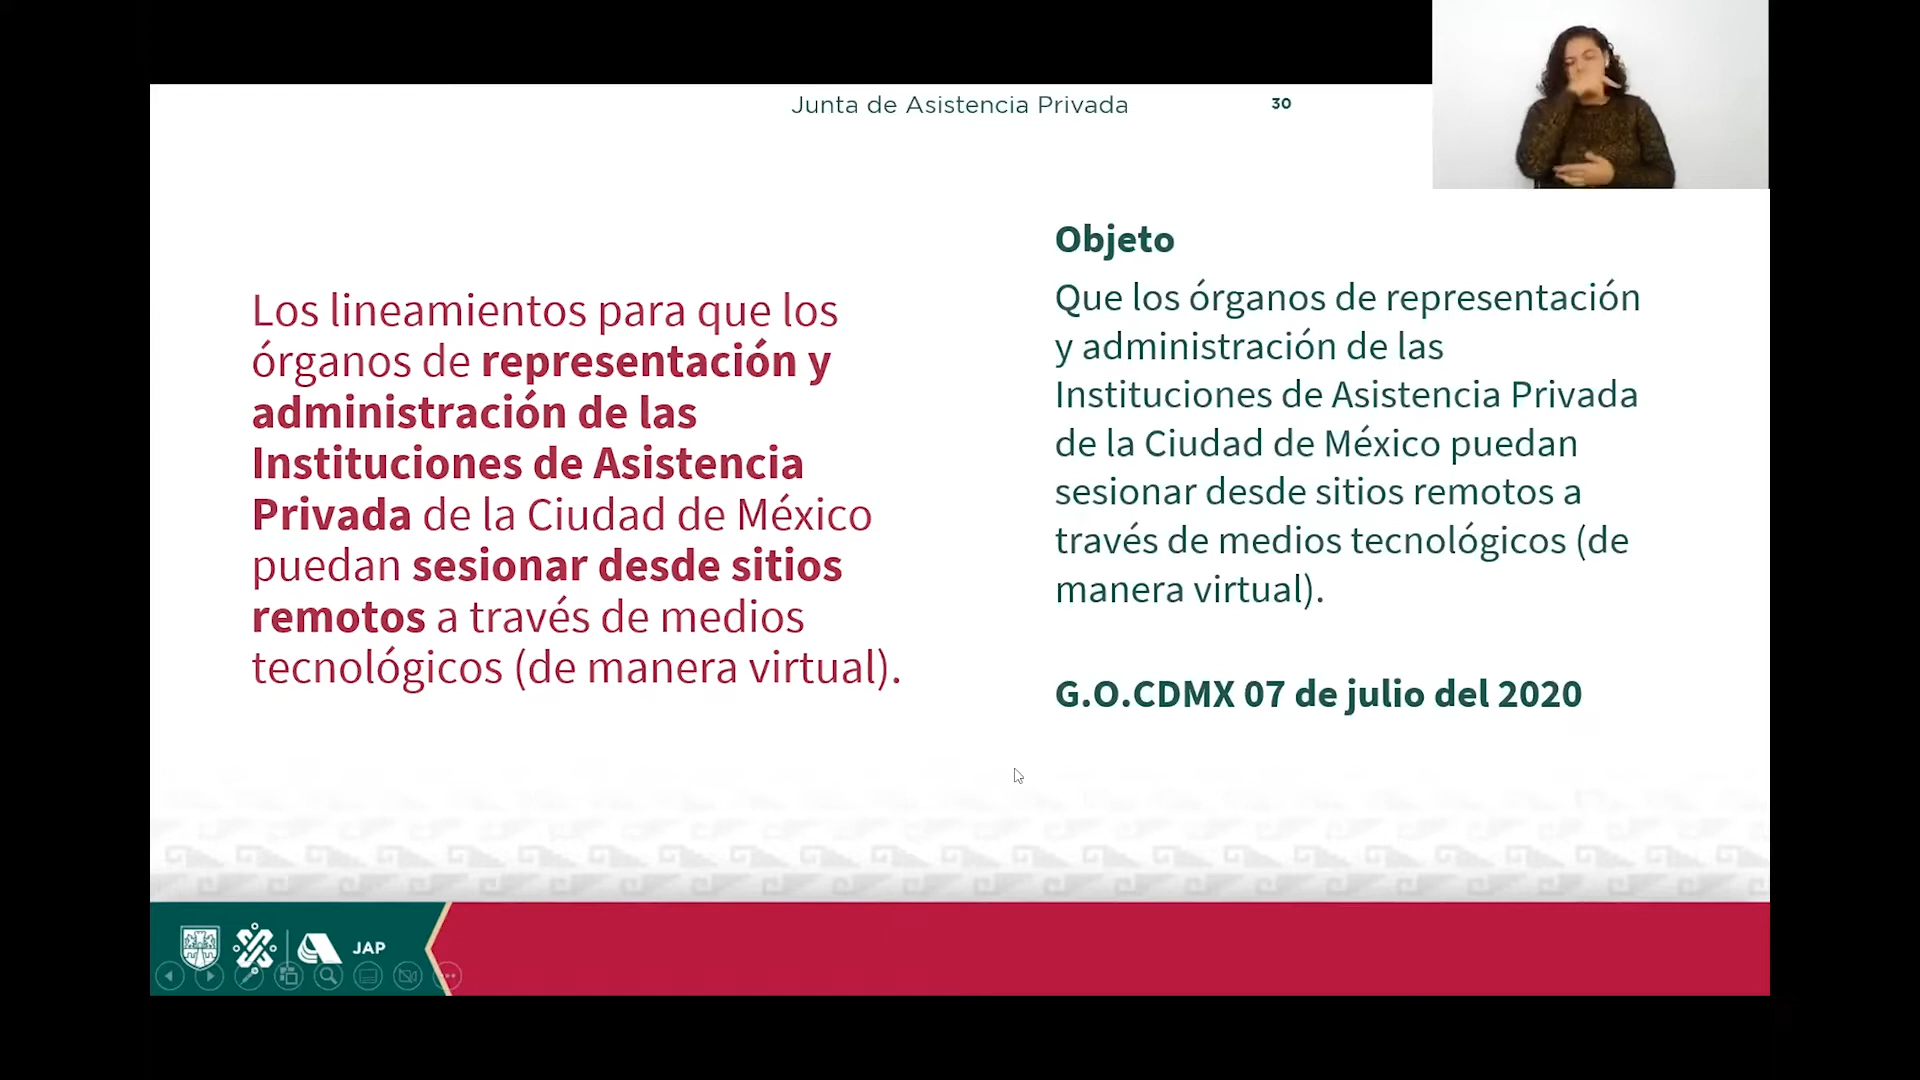 Junta de Asistencia Privada
30
Los lineamientos para que los
órganos de representación y
administración de las
Instituciones de Asistencia
Privada de la Ciudad de México
puedan sesionar desde sitios
remotos a través de medios
tecnológicos (de manera virtual).
Objeto
Que los órganos de representación
y administración de las
Instituciones de Asistencia Privada
de la Ciudad de México puedan
sesionar desde sitios remotos a
través de medios tecnológicos (de
manera virtual).
G.O.CDMX 07 de julio del 2020
JAP